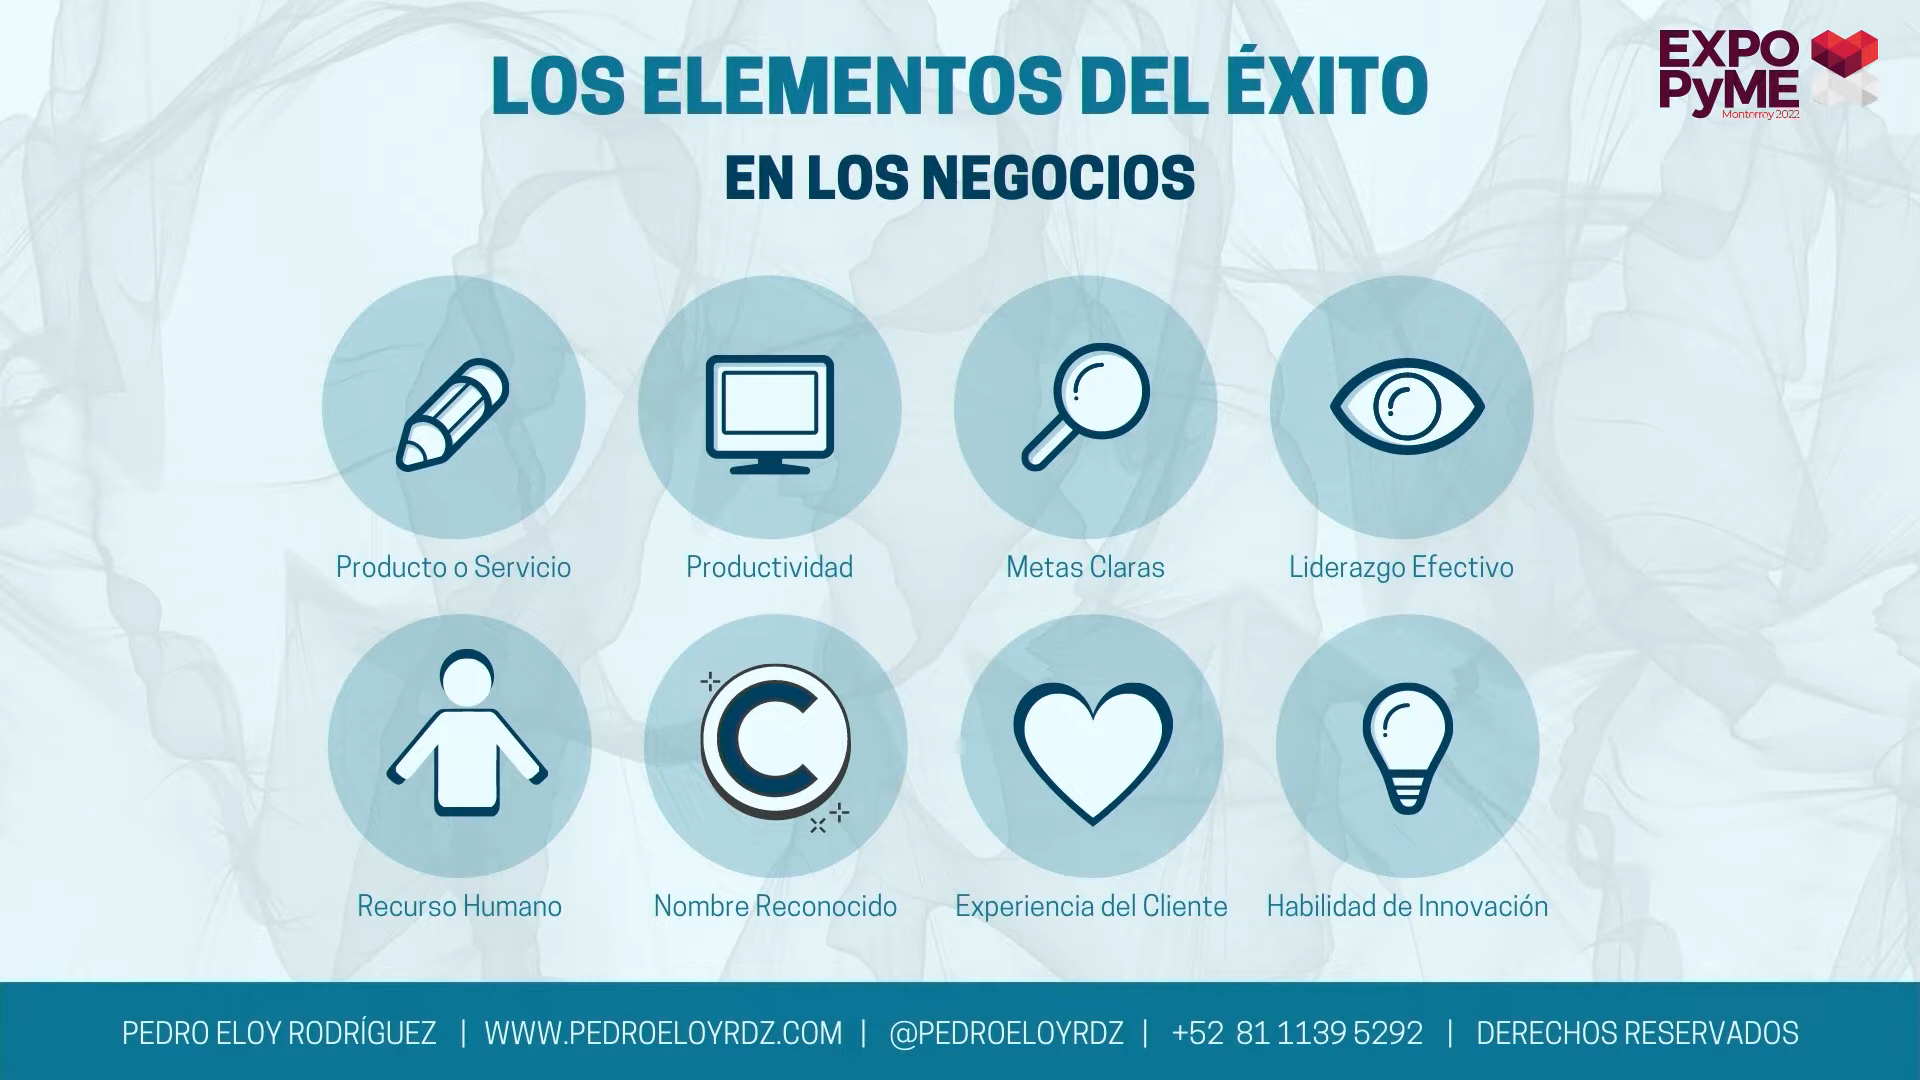 LOS ELEMENTOS DEL ÉXITO
EN LOS NEGOCIOS
EXPO
PyME
Monterrey 2022
Producto o Servicio
Productividad
Metas Claras
Liderazgo Efectivo
C
Recurso Humano
Nombre Reconocido
Experiencia del Cliente
Habilidad de Innovación
PEDRO ELOY RODRÍGUEZ | WWW.PEDROELOYRDZ.COM | @PEDROELOYRDZ | +52 81 1139 5292 | DERECHOS RESERVADOS